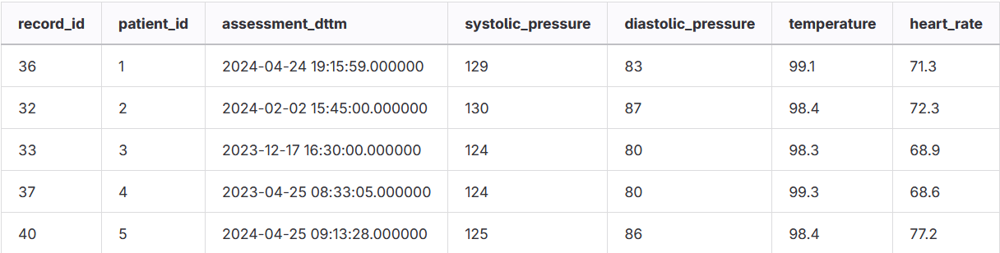 record_id patient_id assessment_dttm systolic_pressure diastolic_pressure temperature heart_rate
36 1 2024-04-24 19:15:59.000000 129 83 99.1 71.3
32 2 2024-02-02 15:45:00.000000 130 87 98.4 72.3
33 3 2023-12-17 16:30:00.000000 124 80 98.3 68.9
37 4 2023-04-25 08:33:05.000000 124 80 99.3 68.6
40 5 2024-04-25 09:13:28.000000 125 86 98.4 77.2